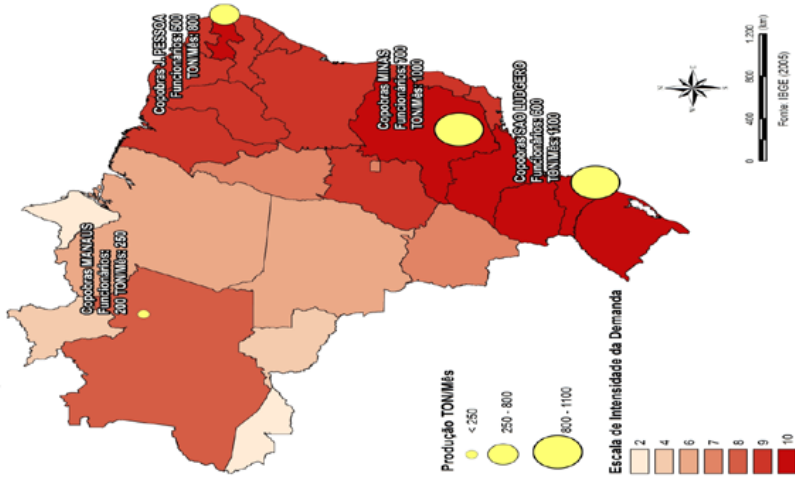 Copobras J. PESSOA
Funcionários: 500
TON/Mês: 800
Copobras MANAUS
Funcionários:
200 TON/Mês: 250
Copobras MINAS
Funcionários: 700
TON/Mês: 1000
Copobras SÃO LUDGERO
Funcionários: 600
TON/Mês: 1100
Produção TON/Mês
< 250
250 - 800
800 - 1100
Escala de Intesidade da Demanda
2
4
6
7
8
9
10
0 400 800 1.200
(km)
Fonte: IBGE (2005)